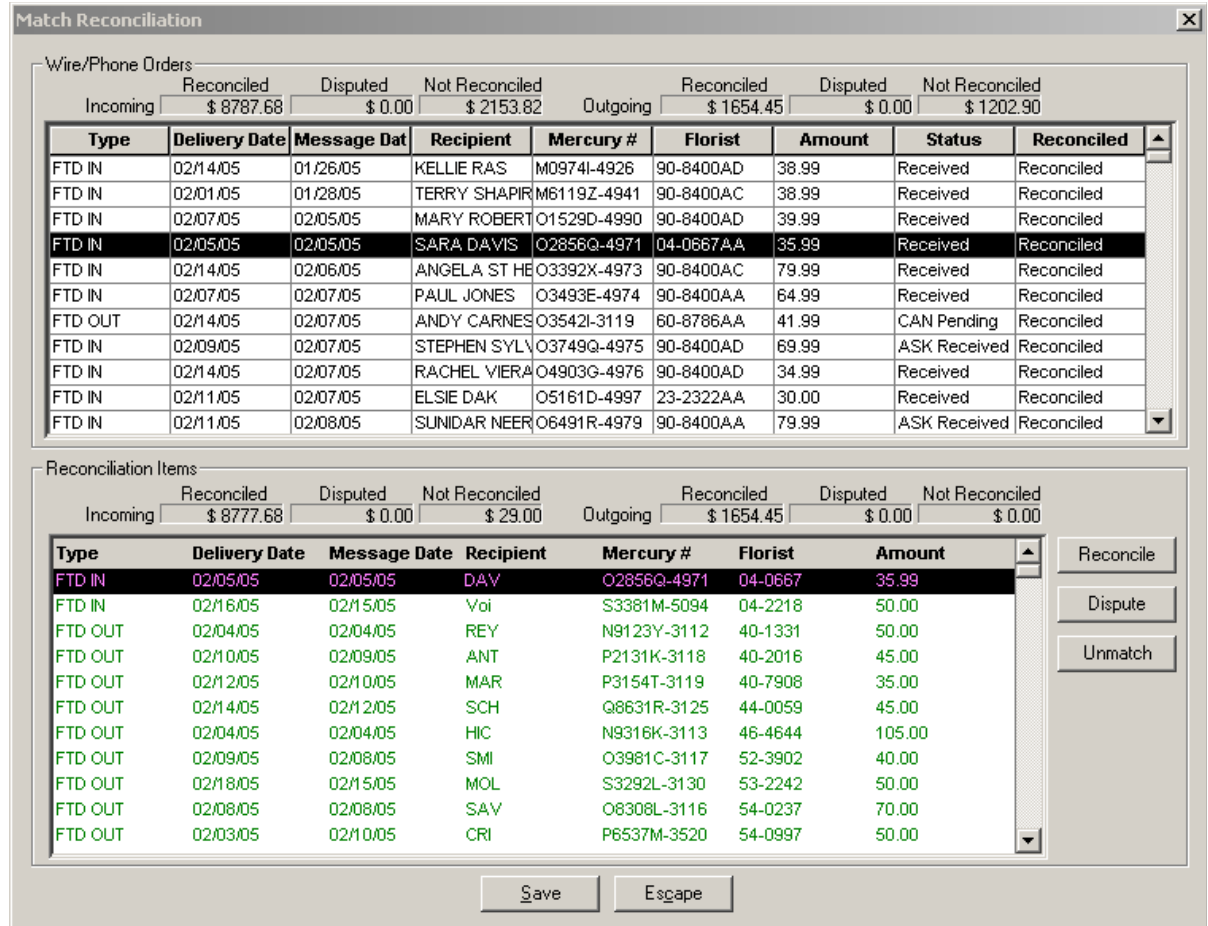 Match Reconciliation
Wire/Phone Orders
Reconciled Disputed Not Reconciled Reconciled Disputed Not Reconciled
Incoming $ 8787.68 $ 0.00 $ 2153.82 Outgoing $ 1654.45 $ 0.00 $ 1202.90
Type Delivery Date Message Dat Recipient Mercury # Florist Amount Status Reconciled
FTD IN 02/14/05 01/26/05 KELLIE RAS M0974I-4926 90-8400AD 38.99 Received Reconciled
FTD IN 02/01/05 01/28/05 TERRY SHAPIR M6119Z-4941 90-8400AC 38.99 Received Reconciled
FTD IN 02/07/05 02/05/05 MARY ROBERT O1529D-4990 90-8400AD 39.99 Received Reconciled
FTD IN 02/05/05 02/05/05 SARA DAVIS O2856Q-4971 04-0667AA 35.99 Received Reconciled
FTD IN 02/14/05 02/06/05 ANGELA ST HE O3392X-4973 90-8400AC 79.99 Received Reconciled
FTD IN 02/07/05 02/07/05 PAUL JONES O3493E-4974 90-8400AA 64.99 Received Reconciled
FTD OUT 02/14/05 02/07/05 ANDY CARNES O3542I-3119 60-8786AA 41.99 CAN Pending Reconciled
FTD IN 02/09/05 02/07/05 STEPHEN SYLV O3749Q-4975 90-8400AD 69.99 ASK Received Reconciled
FTD IN 02/14/05 02/07/05 RACHEL VIERA O4903G-4976 90-8400AD 34.99 Received Reconciled
FTD IN 02/11/05 02/07/05 ELSIE DAK O5161D-4997 23-2322AA 30.00 Received Reconciled
FTD IN 02/11/05 02/08/05 SUNIDAR NEER O6491R-4979 90-8400AA 79.99 ASK Received Reconciled
Reconciliation Items
Reconciled Disputed Not Reconciled Reconciled Disputed Not Reconciled
Incoming $ 8777.68 $ 0.00 $ 29.00 Outgoing $ 1654.45 $ 0.00 $ 0.00
Type Delivery Date Message Date Recipient Mercury # Florist Amount
FTD IN 02/05/05 02/05/05 DAV O2856Q-4971 04-0667 35.99
FTD IN 02/16/05 02/15/05 Voi S3381M-5094 04-2218 50.00
FTD OUT 02/04/05 02/04/05 REY N9123Y-3112 40-1331 50.00
FTD OUT 02/10/05 02/09/05 ANT P2131K-3118 40-2016 45.00
FTD OUT 02/12/05 02/10/05 MAR P3154T-3119 40-7908 35.00
FTD OUT 02/14/05 02/12/05 SCH Q8631R-3125 44-0059 45.00
FTD OUT 02/04/05 02/04/05 HIC N9316K-3113 46-4644 105.00
FTD OUT 02/09/05 02/08/05 SMI O3981C-3117 52-3902 40.00
FTD OUT 02/18/05 02/15/05 MOL S3292L-3130 53-2242 50.00
FTD OUT 02/08/05 02/08/05 SAV O8308L-3116 54-0237 70.00
FTD OUT 02/03/05 02/10/05 CRI P6537M-3520 54-0997 50.00
Reconcile
Dispute
Unmatch
Save Escape